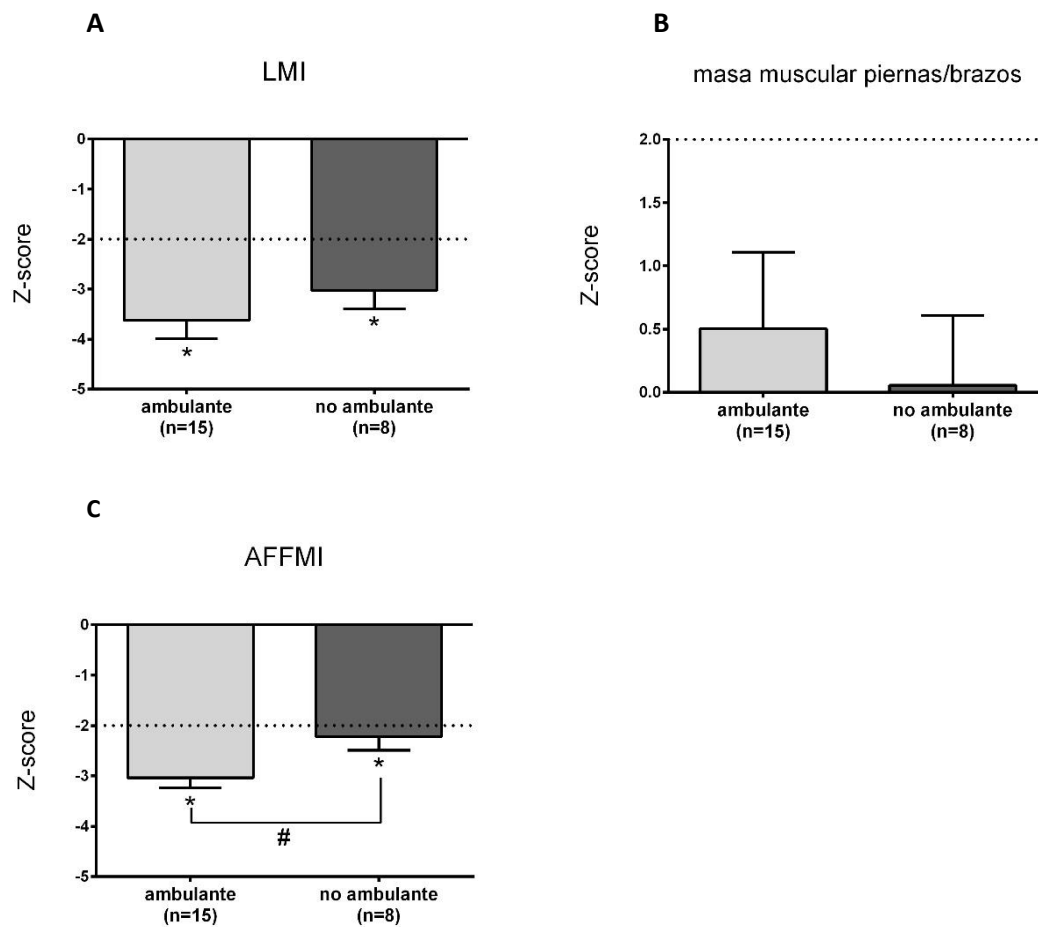 A
LMI
Z-score
0
-1
-2
-3
-4
-5
*
*
ambulante
(n=15)
no ambulante
(n=8)
B
masa muscular piernas/brazos
Z-score
2.0
1.5
1.0
0.5
0.0
ambulante
(n=15)
no ambulante
(n=8)
C
AFFMI
Z-score
0
-1
-2
-3
-4
-5
*
*
#
ambulante
(n=15)
no ambulante
(n=8)